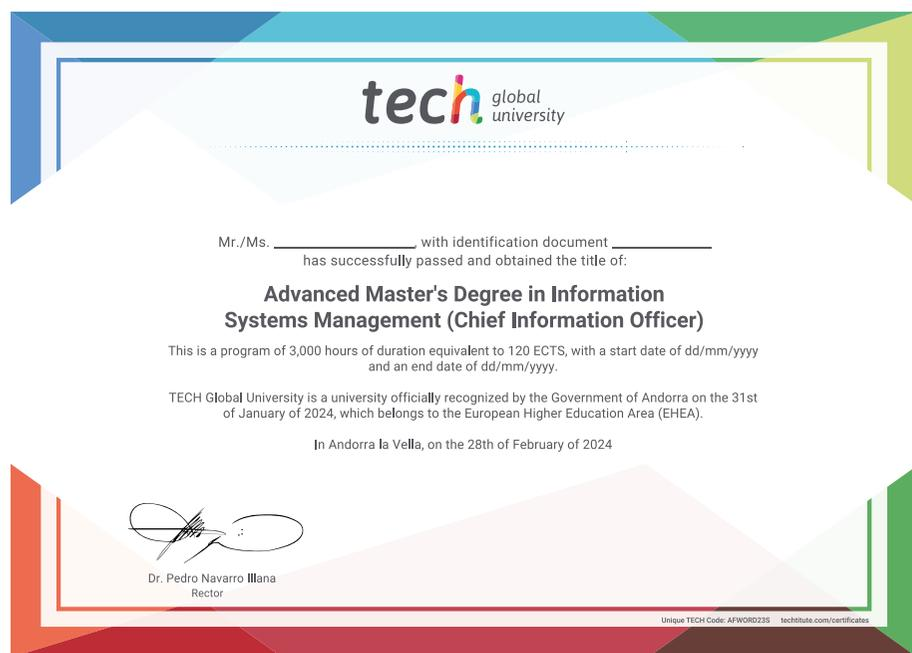 tech global
university
Mr./Ms. ____________, with identification document ____________
has successfully passed and obtained the title of:
Advanced Master's Degree in Information
Systems Management (Chief Information Officer)
This is a program of 3,000 hours of duration equivalent to 120 ECTS, with a start date of dd/mm/yyyy
and an end date of dd/mm/yyyy.
TECH Global University is a university officially recognized by the Government of Andorra on the 31st
of January of 2024, which belongs to the European Higher Education Area (EHEA).
In Andorra la Vella, on the 28th of February of 2024
Dr. Pedro Navarro Illana
Rector
Unique TECH Code: AFWORD23S techtitute.com/certificates